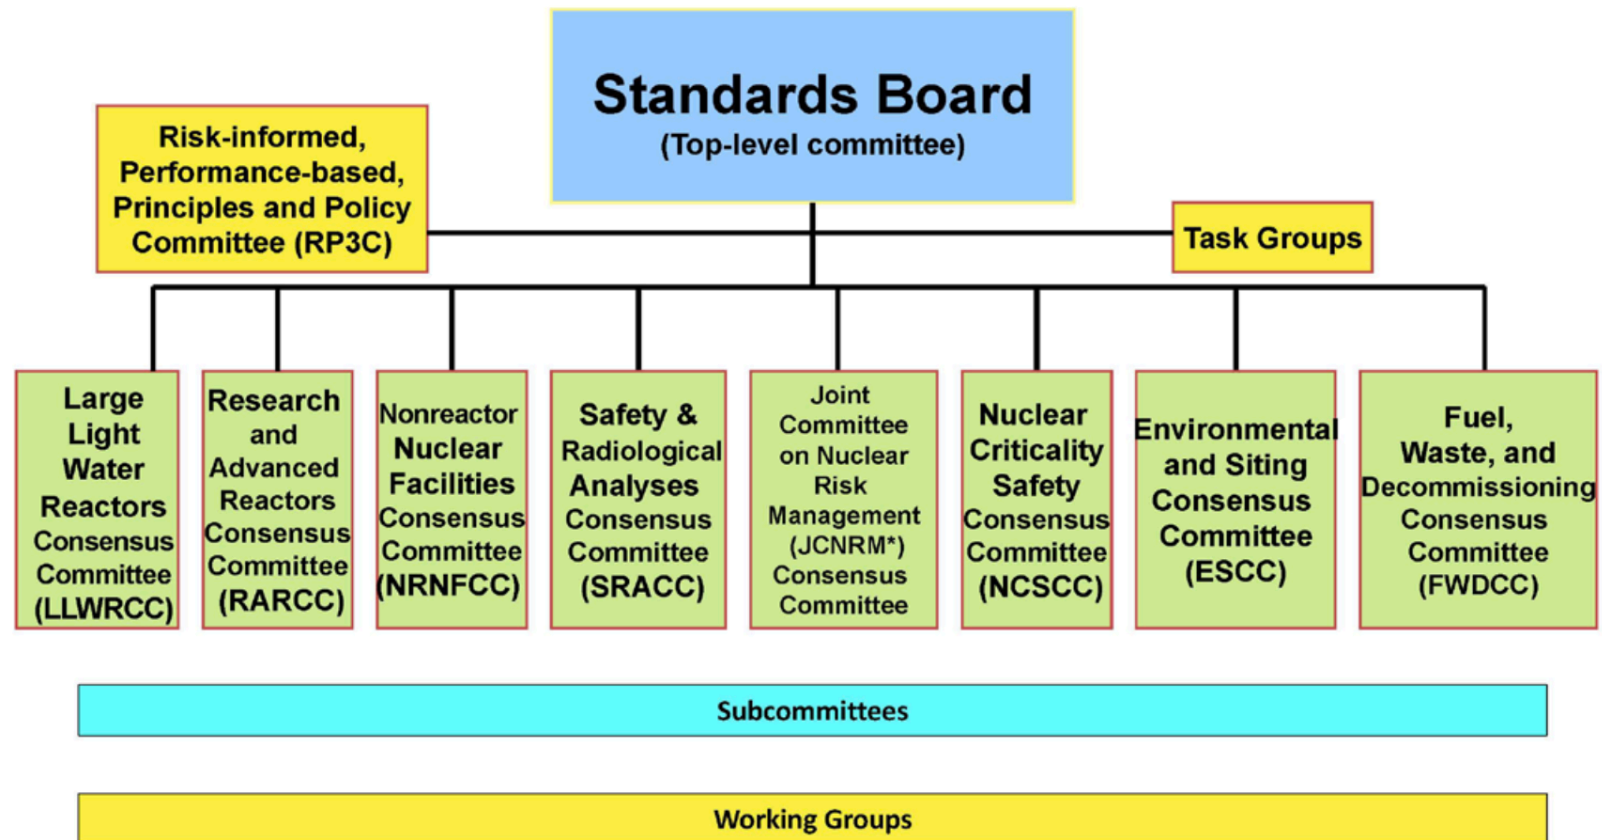 Standards Board
(Top-level committee)
Risk-informed,
Performance-based,
Principles and Policy
Committee (RP3C)
Task Groups
Large
Light
Water
Reactors
Consensus
Committee
(LLWRCC)
Research
and
Advanced
Reactors
Consensus
Committee
(RARCC)
Nonreactor
Nuclear
Facilities
Consensus
Committee
(NRNFCC)
Safety &
Radiological
Analyses
Consensus
Committee
(SRACC)
Joint
Committee
on Nuclear
Risk
Management
(JCNRM*)
Consensus
Committee
Nuclear
Criticality
Safety
Consensus
Committee
(NCSCC)
Environmental
and Siting
Consensus
Committee
(ESCC)
Fuel,
Waste, and
Decommissioning
Consensus
Committee
(FWDCC)
Subcommittees
Working Groups